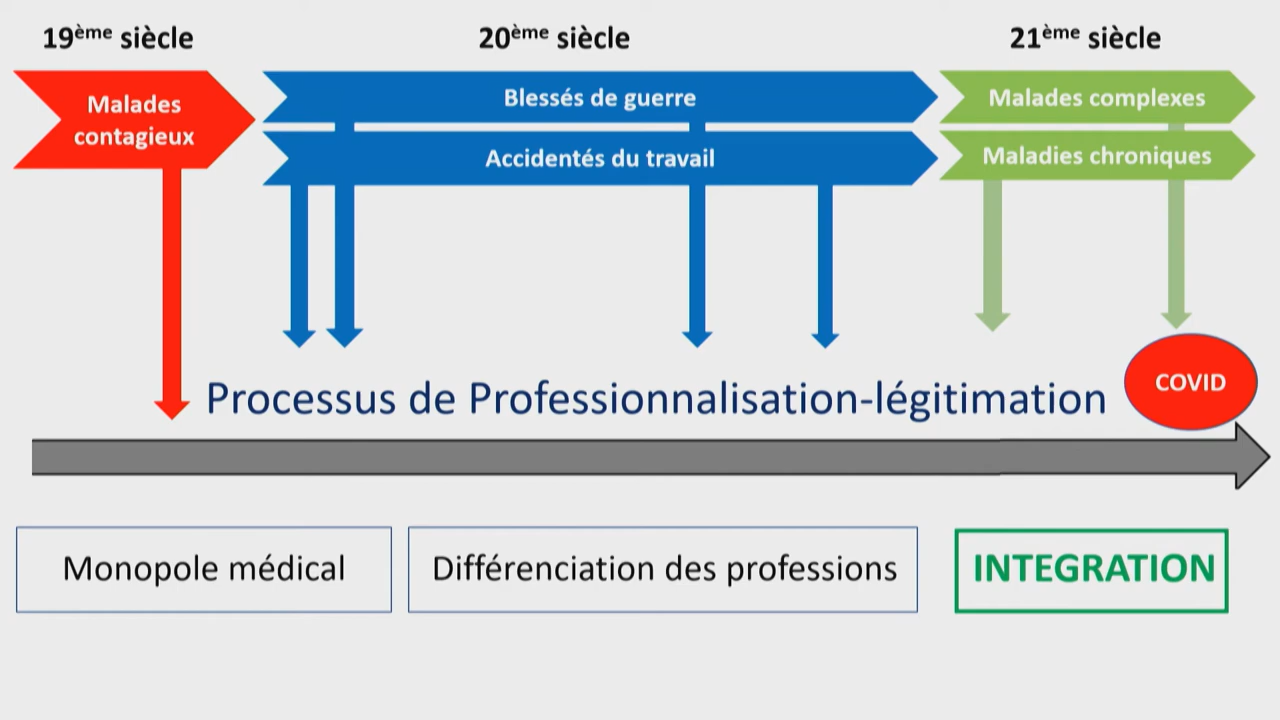 19ème siècle
20ème siècle
21ème siècle
Malades
contagieux
Blessés de guerre
Accidentés du travail
Malades complexes
Maladies chroniques
Processus de Professionnalisation-légitimation
COVID
Monopole médical
Différenciation des professions
INTEGRATION